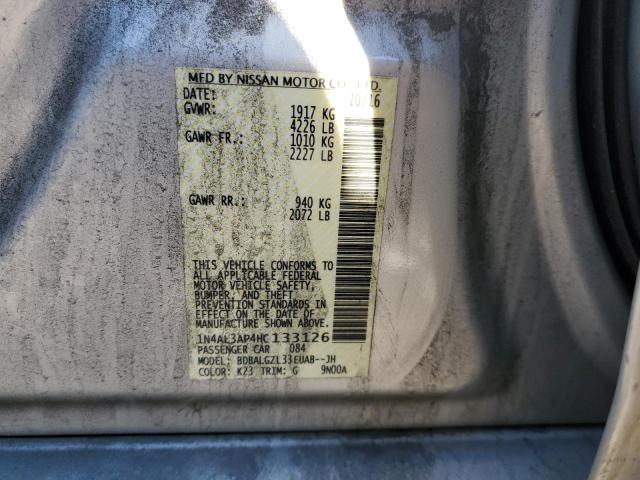 MFD BY NISSAN MOTOR CO., LTD.
DATE: 10/16
GVWR: 1917 KG
4226 LB
GAWR FR.: 1010 KG
2227 LB
GAWR RR.: 940 KG
2072 LB
THIS VEHICLE CONFORMS TO
ALL APPLICABLE FEDERAL
MOTOR VEHICLE SAFETY,
BUMPER, AND THEFT
PREVENTION STANDARDS IN
EFFECT ON THE DATE OF
MANUFACTURE SHOWN ABOVE.
1N4AL3AP4HC133126
PASSENGER CAR 084
MODEL: BDBALGZL33EUAB--JH
COLOR: K23 TRIM: G 9N00A